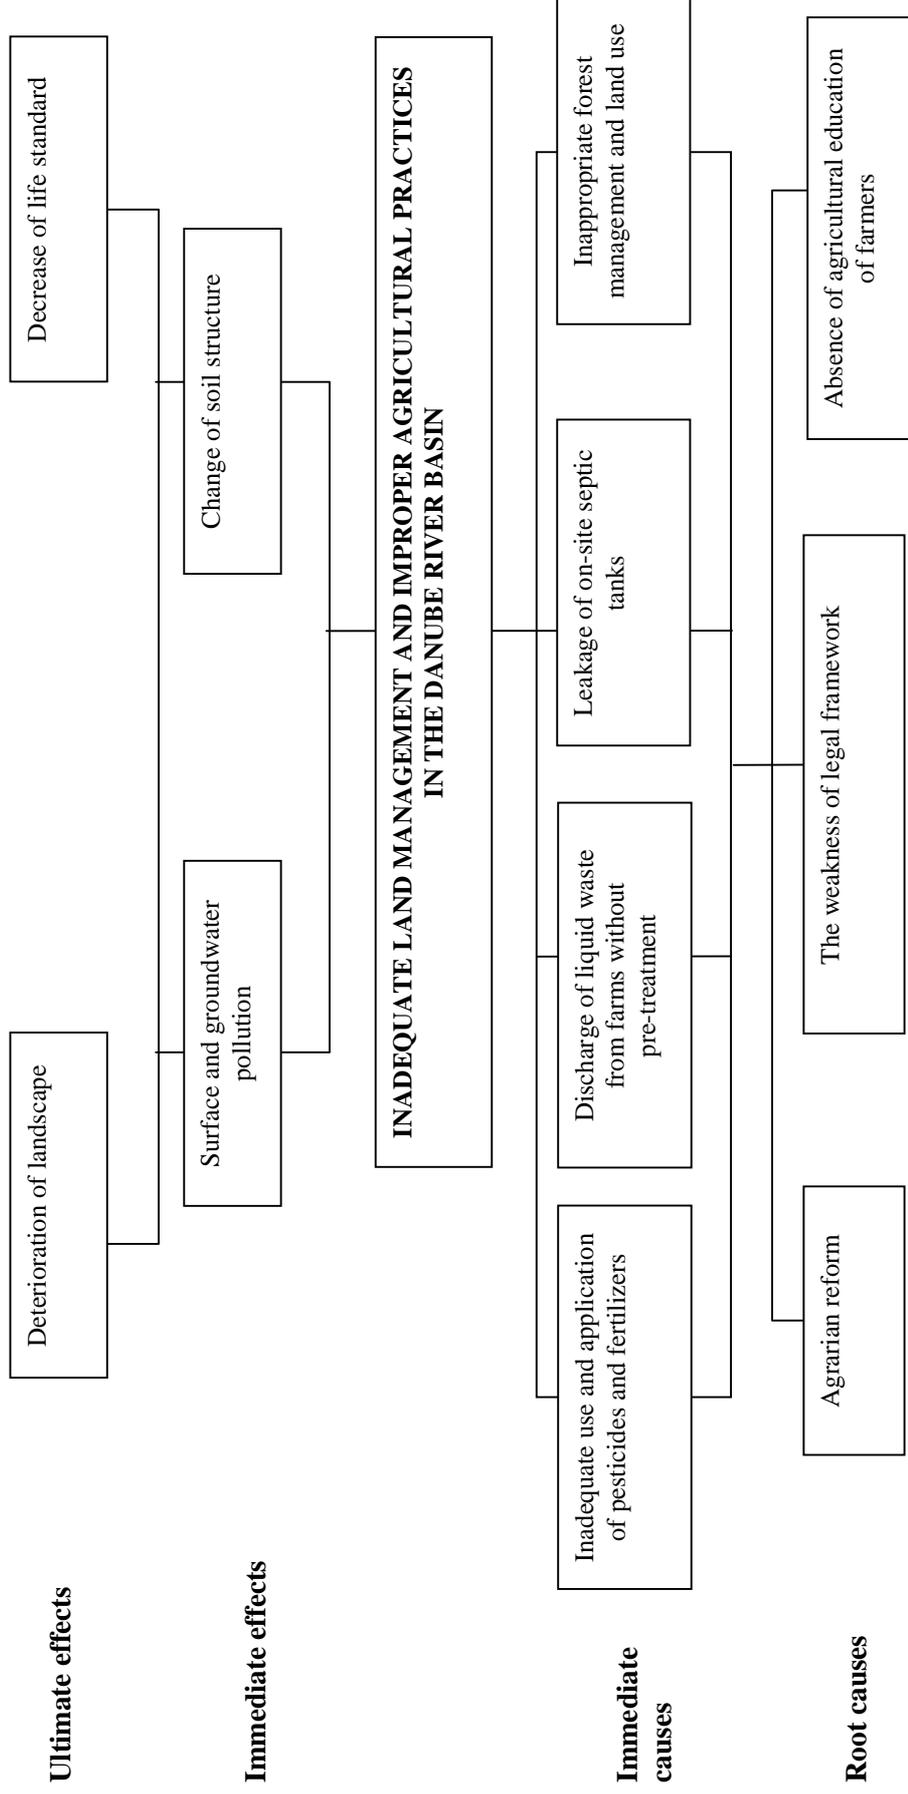 Ultimate effects
Deterioration of landscape
Decrease of life standard
Immediate effects
Surface and groundwater
pollution
Change of soil structure
INADEQUATE LAND MANAGEMENT AND IMPROPER AGRICULTURAL PRACTICES
IN THE DANUBE RIVER BASIN
Immediate
causes
Inadequate use and application
of pesticides and fertilizers
Discharge of liquid waste
from farms without
pre-treatment
Leakage of on-site septic
tanks
Inappropriate forest
management and land use
Root causes
Agrarian reform
The weakness of legal framework
Absence of agricultural education
of farmers